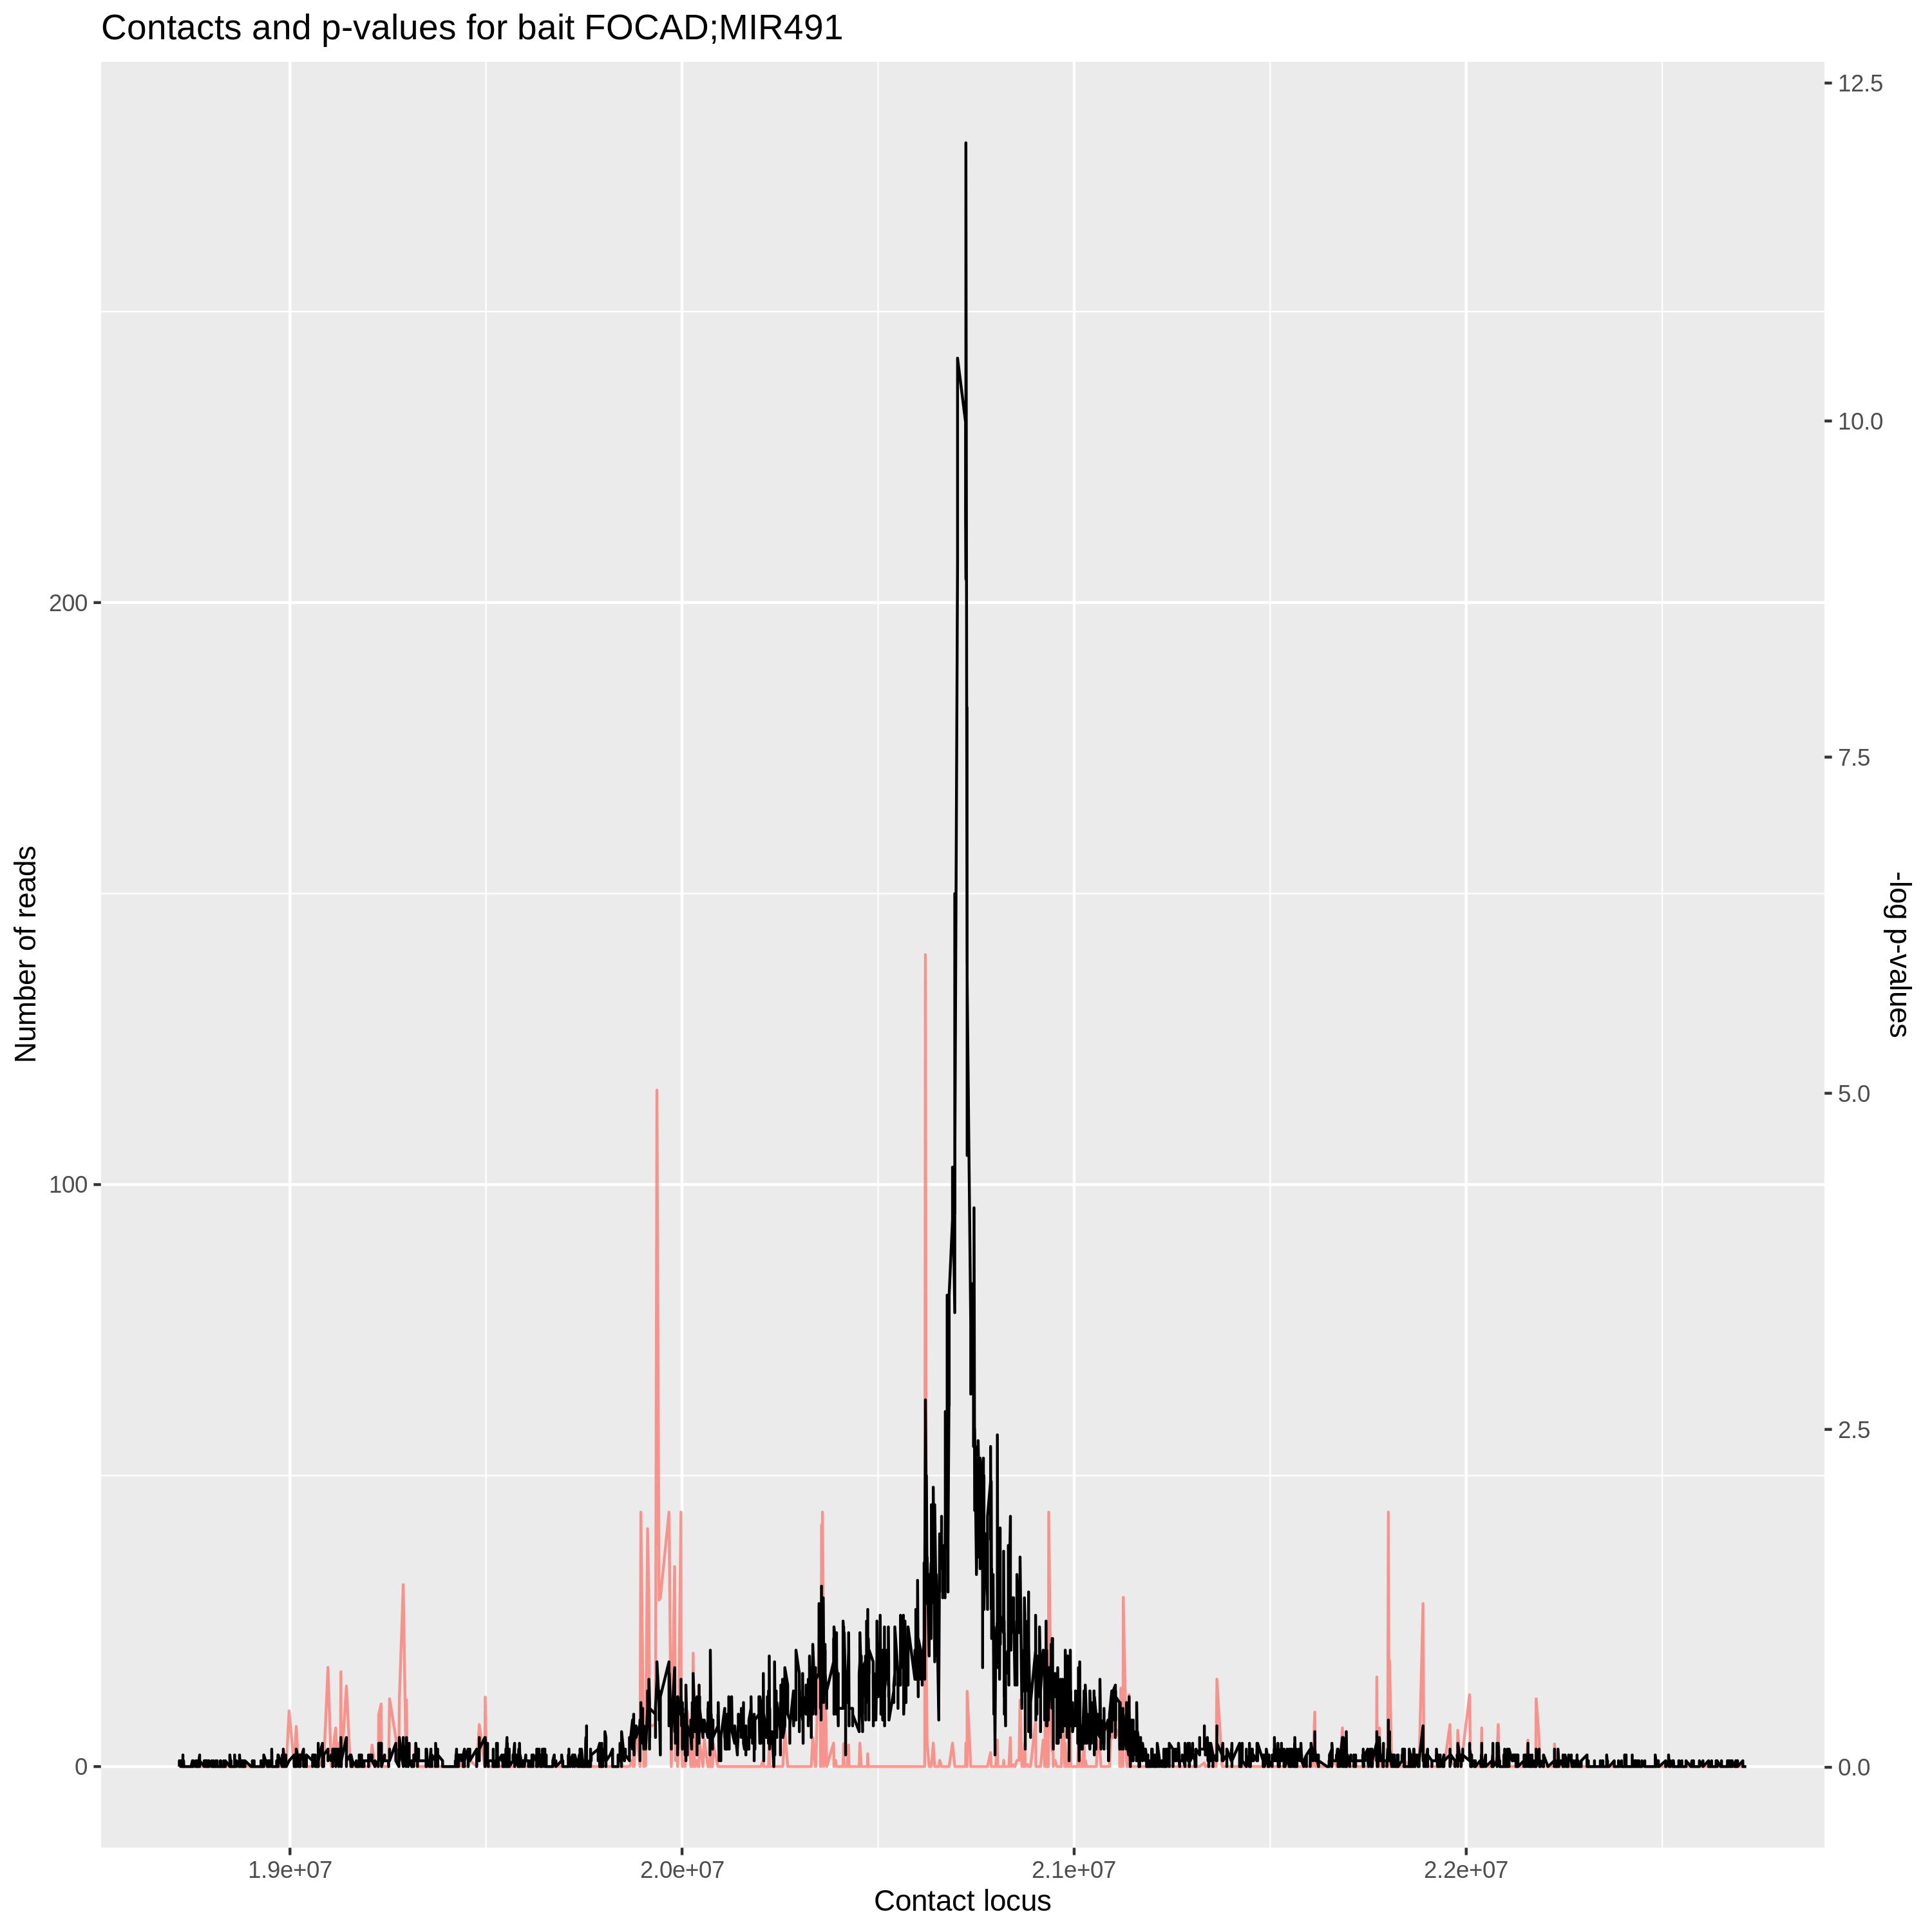 Contacts and p-values for bait FOCAD;MIR491
Number of reads
200
100
0
12.5
10.0
7.5
5.0
2.5
0.0
-log p-values
1.9e+07
2.0e+07
2.1e+07
2.2e+07
Contact locus